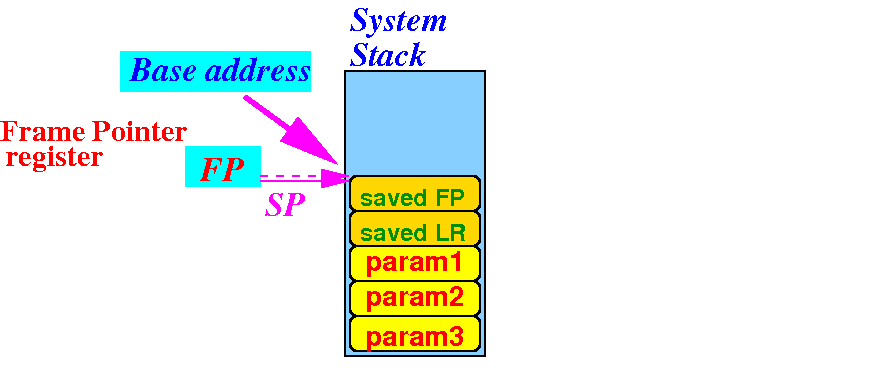 System
Stack
Base address
Frame Pointer
register
FP
SP
saved FP
saved LR
param1
param2
param3